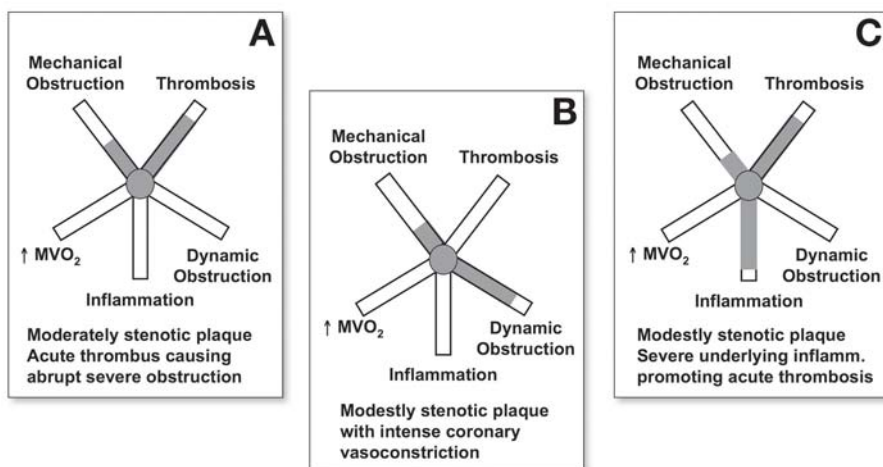 A
Mechanical
Obstruction
Thrombosis
↑ MVO₂
Dynamic
Obstruction
Inflammation
Moderately stenotic plaque
Acute thrombus causing
abrupt severe obstruction
B
Mechanical
Obstruction
Thrombosis
↑ MVO₂
Dynamic
Obstruction
Inflammation
Modestly stenotic plaque
with intense coronary
vasoconstriction
C
Mechanical
Obstruction
Thrombosis
↑ MVO₂
Dynamic
Obstruction
Inflammation
Modestly stenotic plaque
Severe underlying inflamm.
promoting acute thrombosis